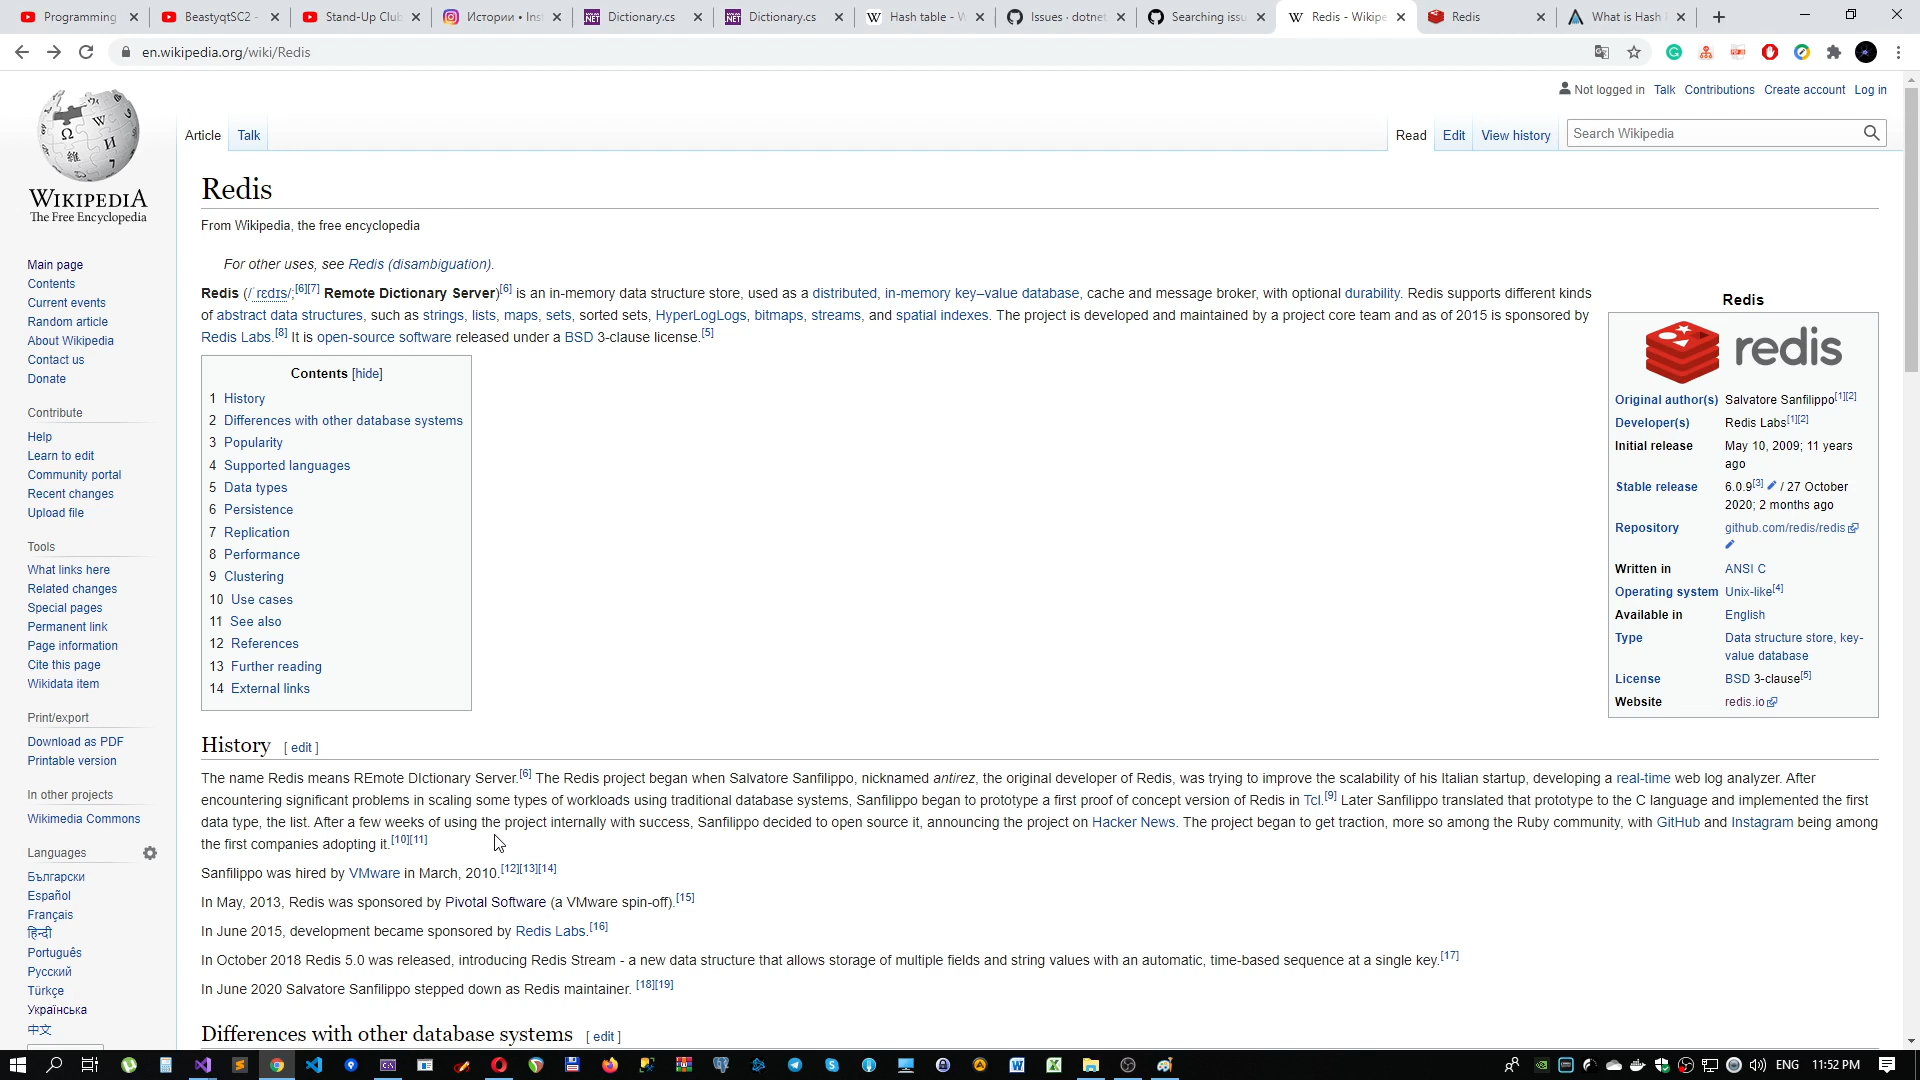 Programming
BeastyqtSC2 -
Stand-Up Club
Истории • Inst
Dictionary.cs
Dictionary.cs
Hash table - W
Issues · dotnet
Searching issu
Redis - Wikipe
Redis
What is Hash
en.wikipedia.org/wiki/Redis
Not logged in Talk Contributions Create account Log in
Article Talk
Read Edit View history Search Wikipedia
WIKIPEDIA
The Free Encyclopedia
Main page
Contents
Current events
Random article
About Wikipedia
Contact us
Donate
Contribute
Help
Learn to edit
Community portal
Recent changes
Upload file
Tools
What links here
Related changes
Special pages
Permanent link
Page information
Cite this page
Wikidata item
Print/export
Download as PDF
Printable version
In other projects
Wikimedia Commons
Languages
Български
Español
Français
हिन्दी
Português
Русский
Türkçe
Українська
中文
Redis
From Wikipedia, the free encyclopedia
For other uses, see Redis (disambiguation).
Redis (/ˈrɛdɪs/;[6][7] Remote Dictionary Server)[6] is an in-memory data structure store, used as a distributed, in-memory key–value database, cache and message broker, with optional durability. Redis supports different kinds
of abstract data structures, such as strings, lists, maps, sets, sorted sets, HyperLogLogs, bitmaps, streams, and spatial indexes. The project is developed and maintained by a project core team and as of 2015 is sponsored by
Redis Labs.[8] It is open-source software released under a BSD 3-clause license.[5]
Contents [hide]
1 History
2 Differences with other database systems
3 Popularity
4 Supported languages
5 Data types
6 Persistence
7 Replication
8 Performance
9 Clustering
10 Use cases
11 See also
12 References
13 Further reading
14 External links
Redis
redis
Original author(s) Salvatore Sanfilippo[1][2]
Developer(s) Redis Labs[1][2]
Initial release May 10, 2009; 11 years
ago
Stable release 6.0.9[3] / 27 October
2020; 2 months ago
Repository github.com/redis/redis
Written in ANSI C
Operating system Unix-like[4]
Available in English
Type Data structure store, key-
value database
License BSD 3-clause[5]
Website redis.io
History [ edit ]
The name Redis means REmote DIctionary Server.[6] The Redis project began when Salvatore Sanfilippo, nicknamed antirez, the original developer of Redis, was trying to improve the scalability of his Italian startup, developing a real-time web log analyzer. After
encountering significant problems in scaling some types of workloads using traditional database systems, Sanfilippo began to prototype a first proof of concept version of Redis in Tcl.[9] Later Sanfilippo translated that prototype to the C language and implemented the first
data type, the list. After a few weeks of using the project internally with success, Sanfilippo decided to open source it, announcing the project on Hacker News. The project began to get traction, more so among the Ruby community, with GitHub and Instagram being among
the first companies adopting it.[10][11]
Sanfilippo was hired by VMware in March, 2010.[12][13][14]
In May, 2013, Redis was sponsored by Pivotal Software (a VMware spin-off).[15]
In June 2015, development became sponsored by Redis Labs.[16]
In October 2018 Redis 5.0 was released, introducing Redis Stream - a new data structure that allows storage of multiple fields and string values with an automatic, time-based sequence at a single key.[17]
In June 2020 Salvatore Sanfilippo stepped down as Redis maintainer. [18][19]
Differences with other database systems [ edit ]
ENG 11:52 PM